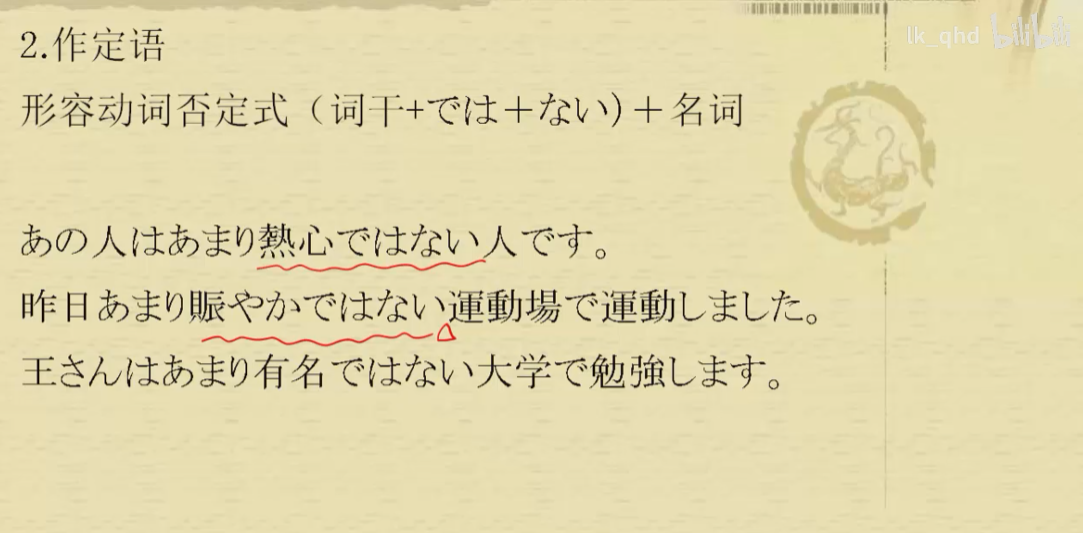 lk_qhd bilibili
2.作定语
形容动词否定式（词干+では＋ない)＋名词
あの人はあまり熱心ではない人です。
昨日あまり賑やかではない運動場で運動しました。
王さんはあまり有名ではない大学で勉強します。